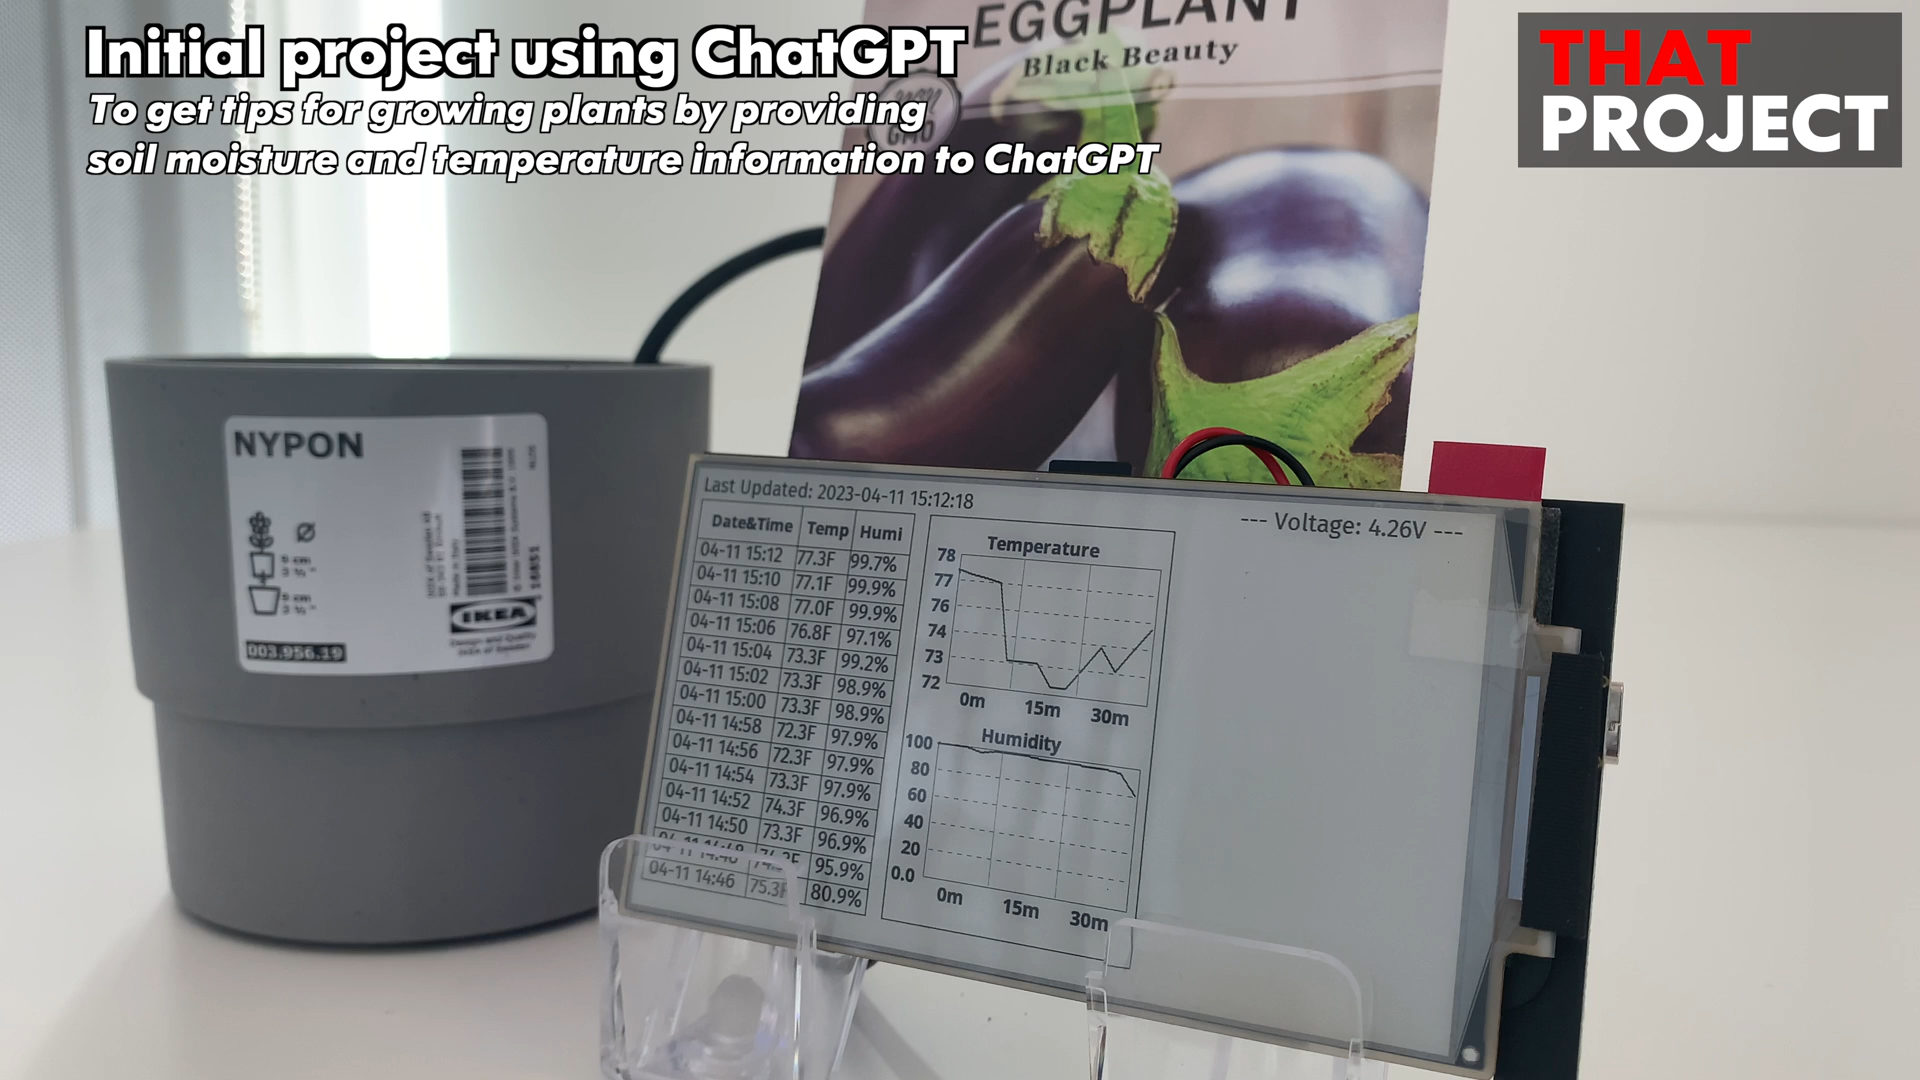 Initial project using ChatGPT
To get tips for growing plants by providing
soil moisture and temperature information to ChatGPT
THAT
PROJECT
EGGPLANT
Black Beauty
NYPON
IKEA
003.956.19
16851
Last Updated: 2023-04-11 15:12:18
--- Voltage: 4.26V ---
Date&Time Temp Humi
04-11 15:12 77.3F 99.7%
04-11 15:10 77.1F 99.9%
04-11 15:08 77.0F 99.9%
04-11 15:06 76.8F 97.1%
04-11 15:04 73.3F 99.2%
04-11 15:02 73.3F 98.9%
04-11 15:00 73.3F 98.9%
04-11 14:58 72.3F 97.9%
04-11 14:56 72.3F 97.9%
04-11 14:54 73.3F 97.9%
04-11 14:52 74.3F 96.9%
04-11 14:50 73.3F 96.9%
95.9%
04-11 14:46 75.3F 80.9%
Temperature
78
77
76
74
73
72
0m 15m 30m
Humidity
100
80
60
40
20
0.0
0m 15m 30m